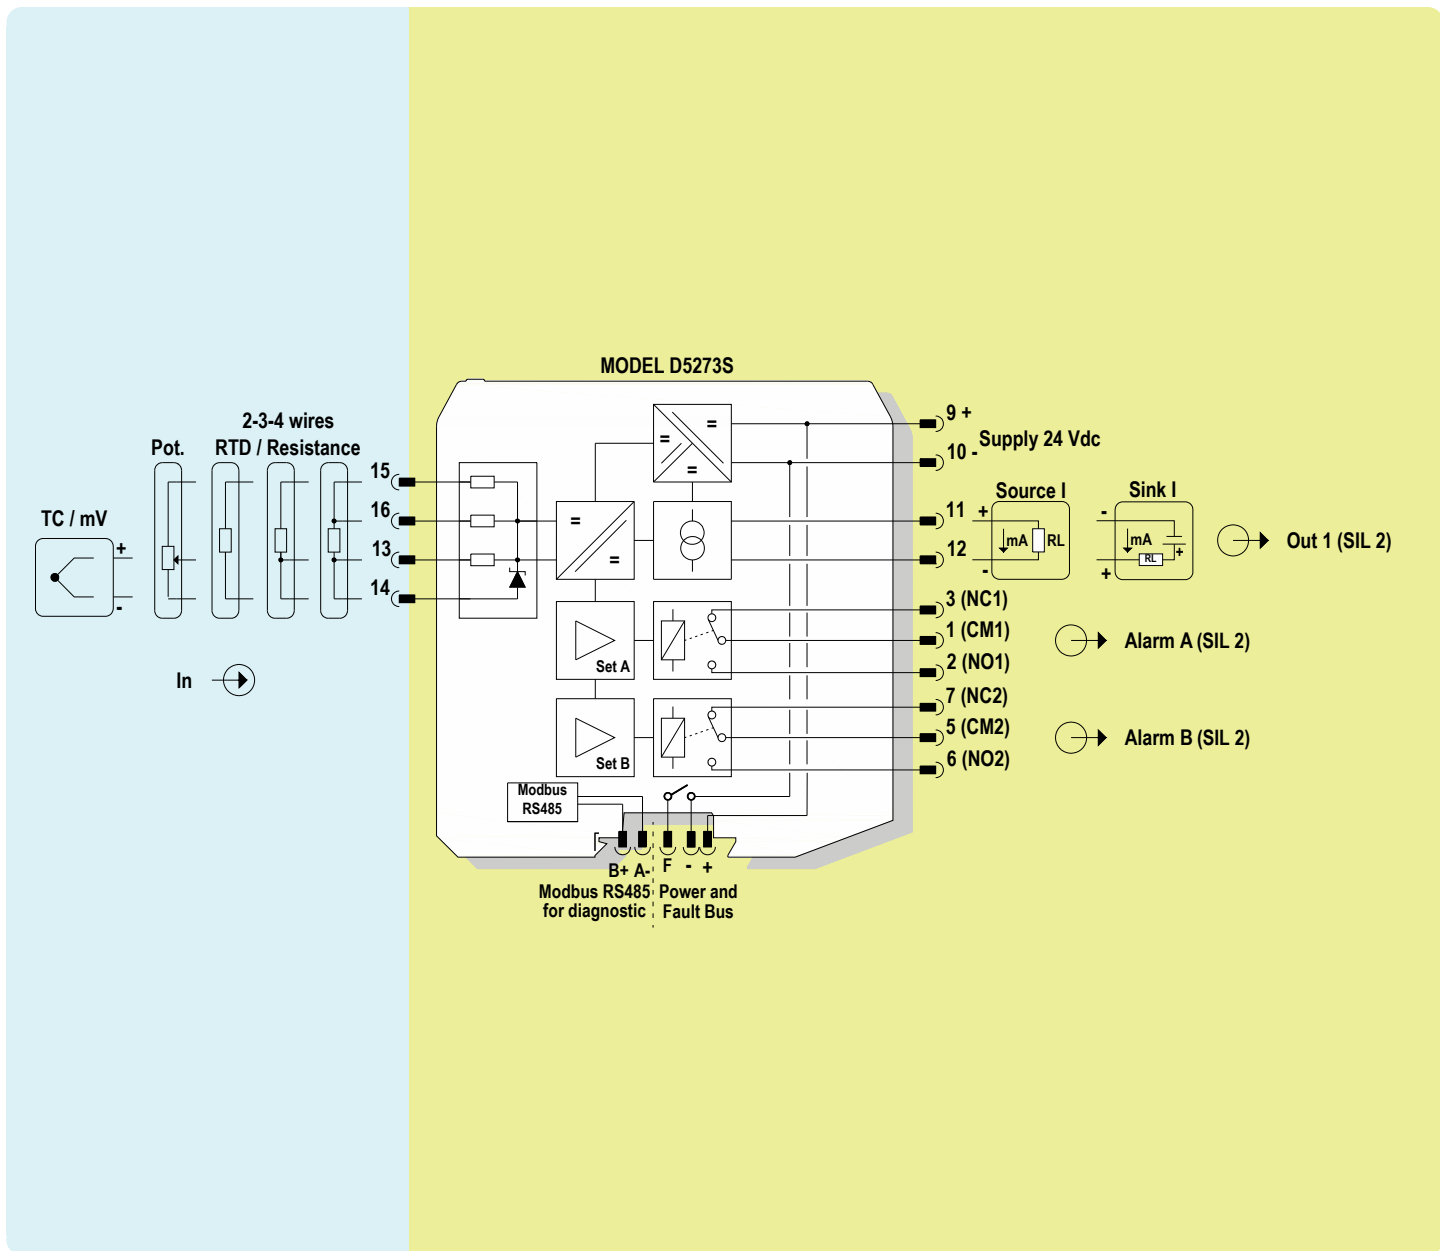 MODEL D5273S
2-3-4 wires
Pot.
RTD / Resistance
TC / mV
+
-
15
16
13
14
In
=
=
=
=
=
Set A
Set B
Modbus
RS485
9 +
10 -
Supply 24 Vdc
11
12
Source I
+
mA
RL
-
Sink I
-
mA
+
RL
+
Out 1 (SIL 2)
3 (NC1)
1 (CM1)
2 (NO1)
Alarm A (SIL 2)
7 (NC2)
5 (CM2)
6 (NO2)
Alarm B (SIL 2)
B+ A-
F - +
Modbus RS485
for diagnostic
Power and
Fault Bus